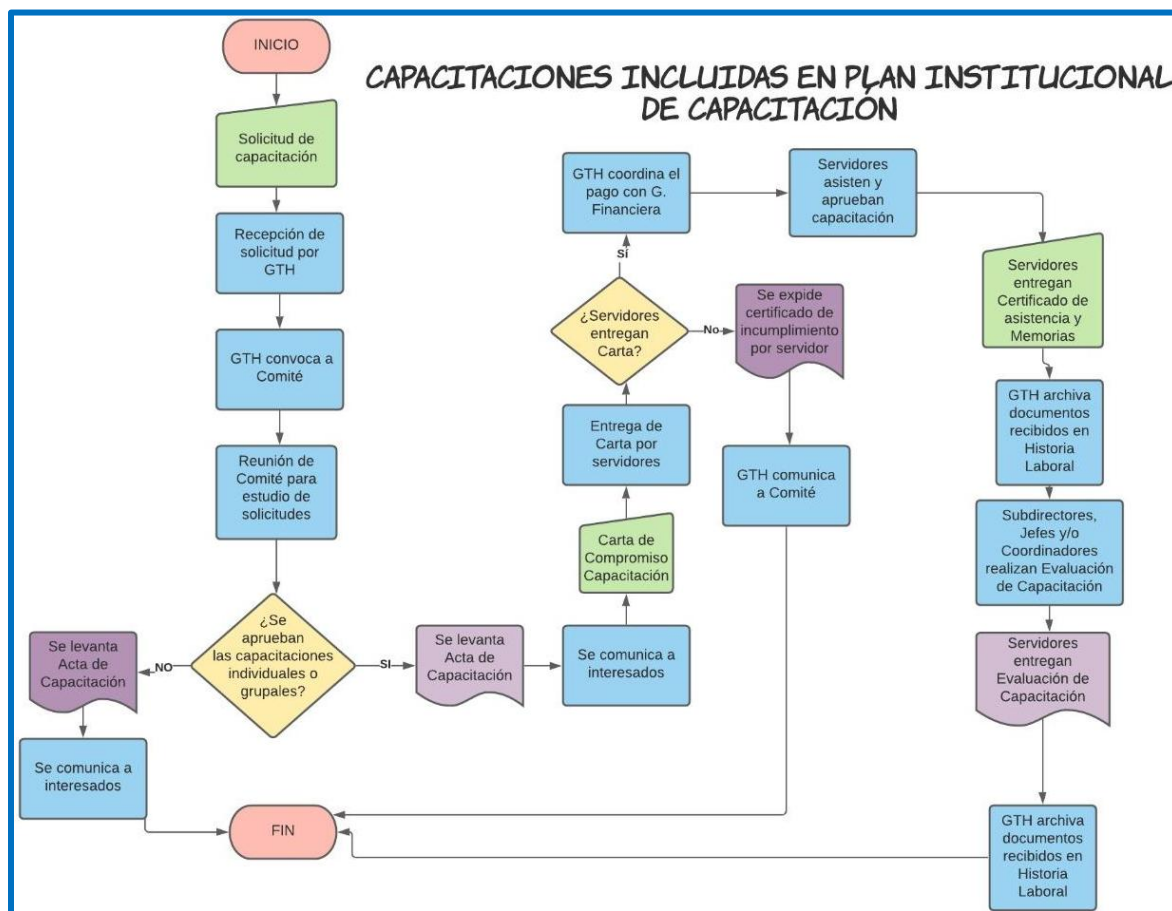 INICIO
CAPACITACIONES INCLUIDAS EN PLAN INSTITUCIONAL
DE CAPACITACIÓN
Solicitud de
capacitación
Recepción de
solicitud por
GTH
GTH convoca a
Comité
Reunión de
Comité para
estudio de
solicitudes
¿Se
aprueban
las capacitaciones
individuales o
grupales?
NO
Se levanta
Acta de
Capacitación
Se comunica a
interesados
SI
Se levanta
Acta de
Capacitación
Se comunica a
interesados
Carta de
Compromiso
Capacitación
Entrega de
Carta por
servidores
¿Servidores
entregan
Carta?
No
Se expide
certificado de
incumplimiento
por servidor
GTH comunica
a Comité
Sí
GTH coordina el
pago con G.
Financiera
Servidores
asisten y
aprueban
capacitación
Servidores
entregan
Certificado de
asistencia y
Memorias
GTH archiva
documentos
recibidos en
Historia
Laboral
Subdirectores,
Jefes y/o
Coordinadores
realizan Evaluación
de Capacitación
Servidores
entregan
Evaluación de
Capacitación
GTH archiva
documentos
recibidos en
Historia
Laboral
FIN